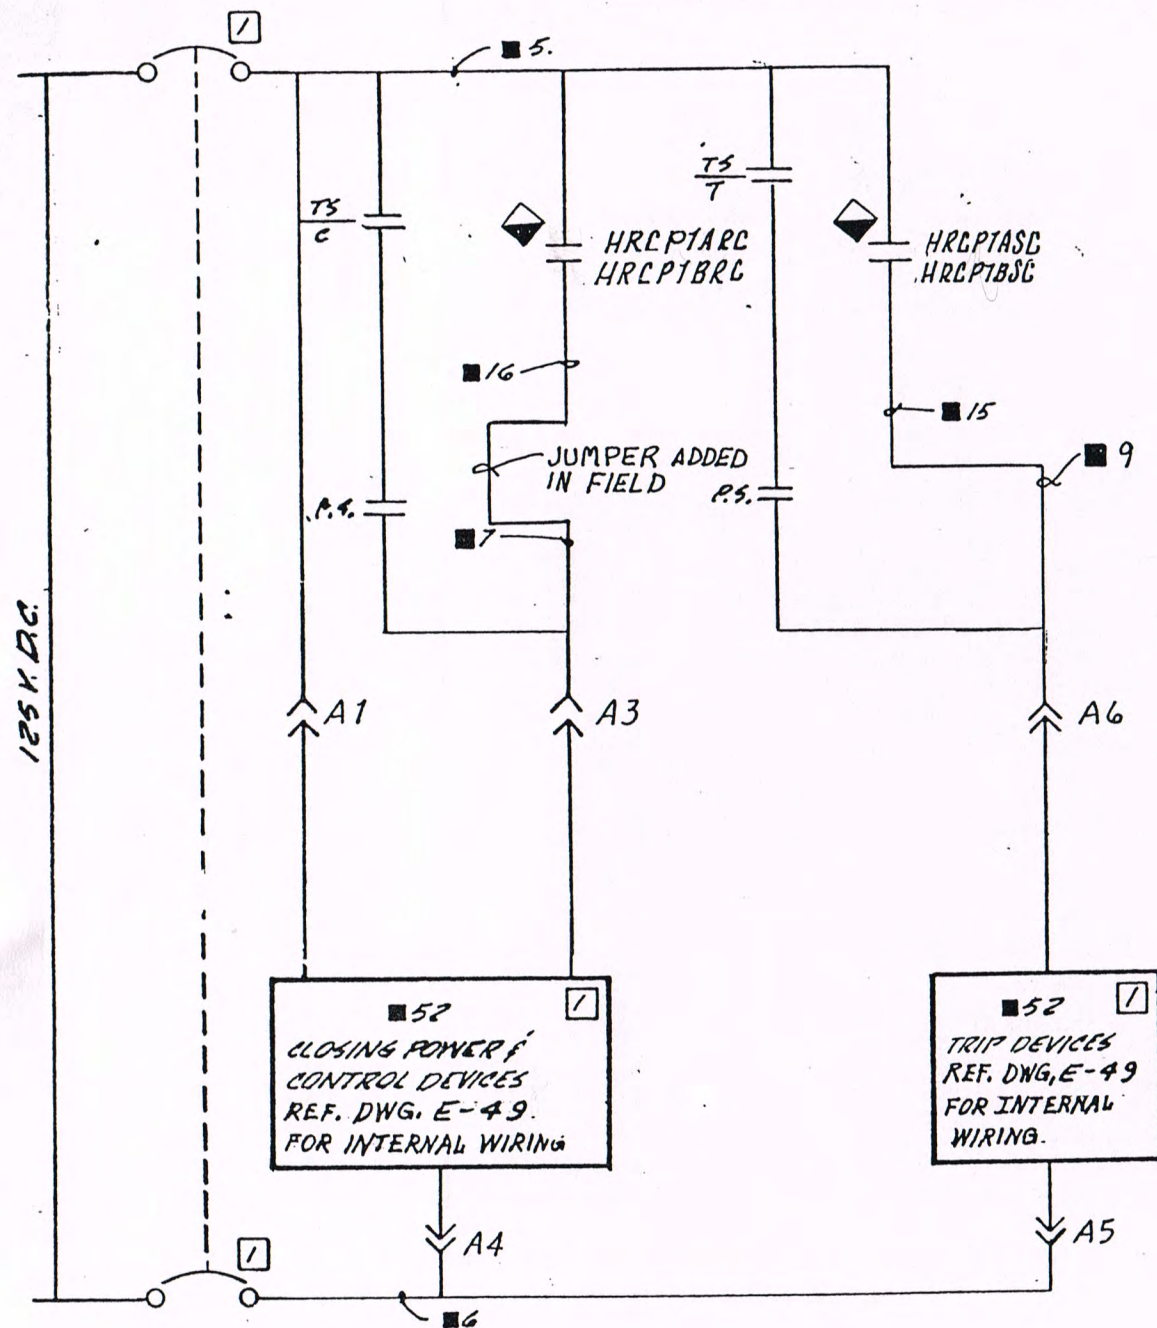 1
■ 5.
TS
T
TS
C
HRCP1ARC
HRCP1BRC
HRCP1ASC
HRCP1BSC
■ 16
■ 15
■ 9
JUMPER ADDED
IN FIELD
P.S.
P.S.
■ 7
125 V. D.C.
A1
A3
A6
■ 52
1
CLOSING POWER &
CONTROL DEVICES
REF. DWG. E-49.
FOR INTERNAL WIRING
■ 52
1
TRIP DEVICES
REF. DWG, E-49
FOR INTERNAL
WIRING.
A4
A5
1
■ 6